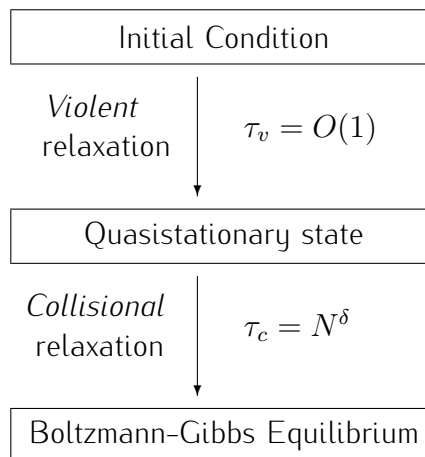 Initial Condition
Violent
relaxation
τ_v = O(1)
Quasistationary state
Collisional
relaxation
τ_c = N^δ
Boltzmann-Gibbs Equilibrium